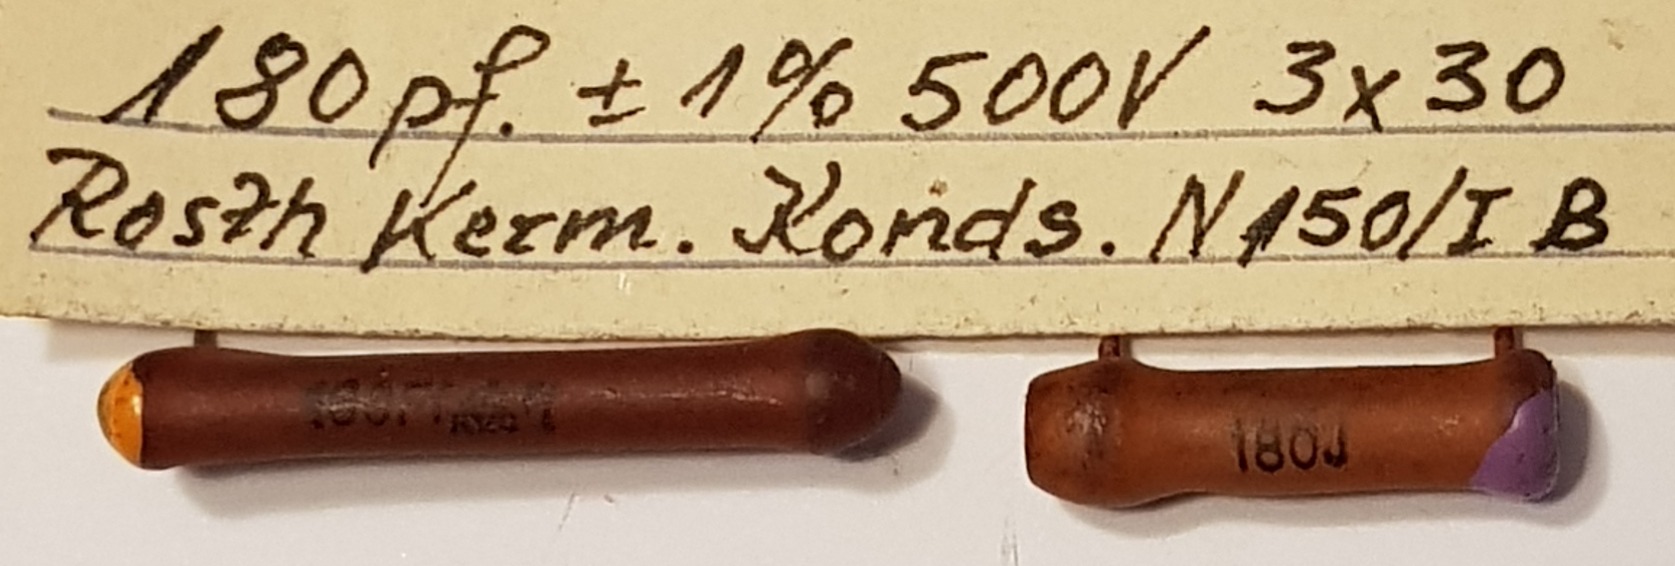 180 pf. ± 1% 500V 3x30
Rosth Kerm. Konds. N150/I B
180J